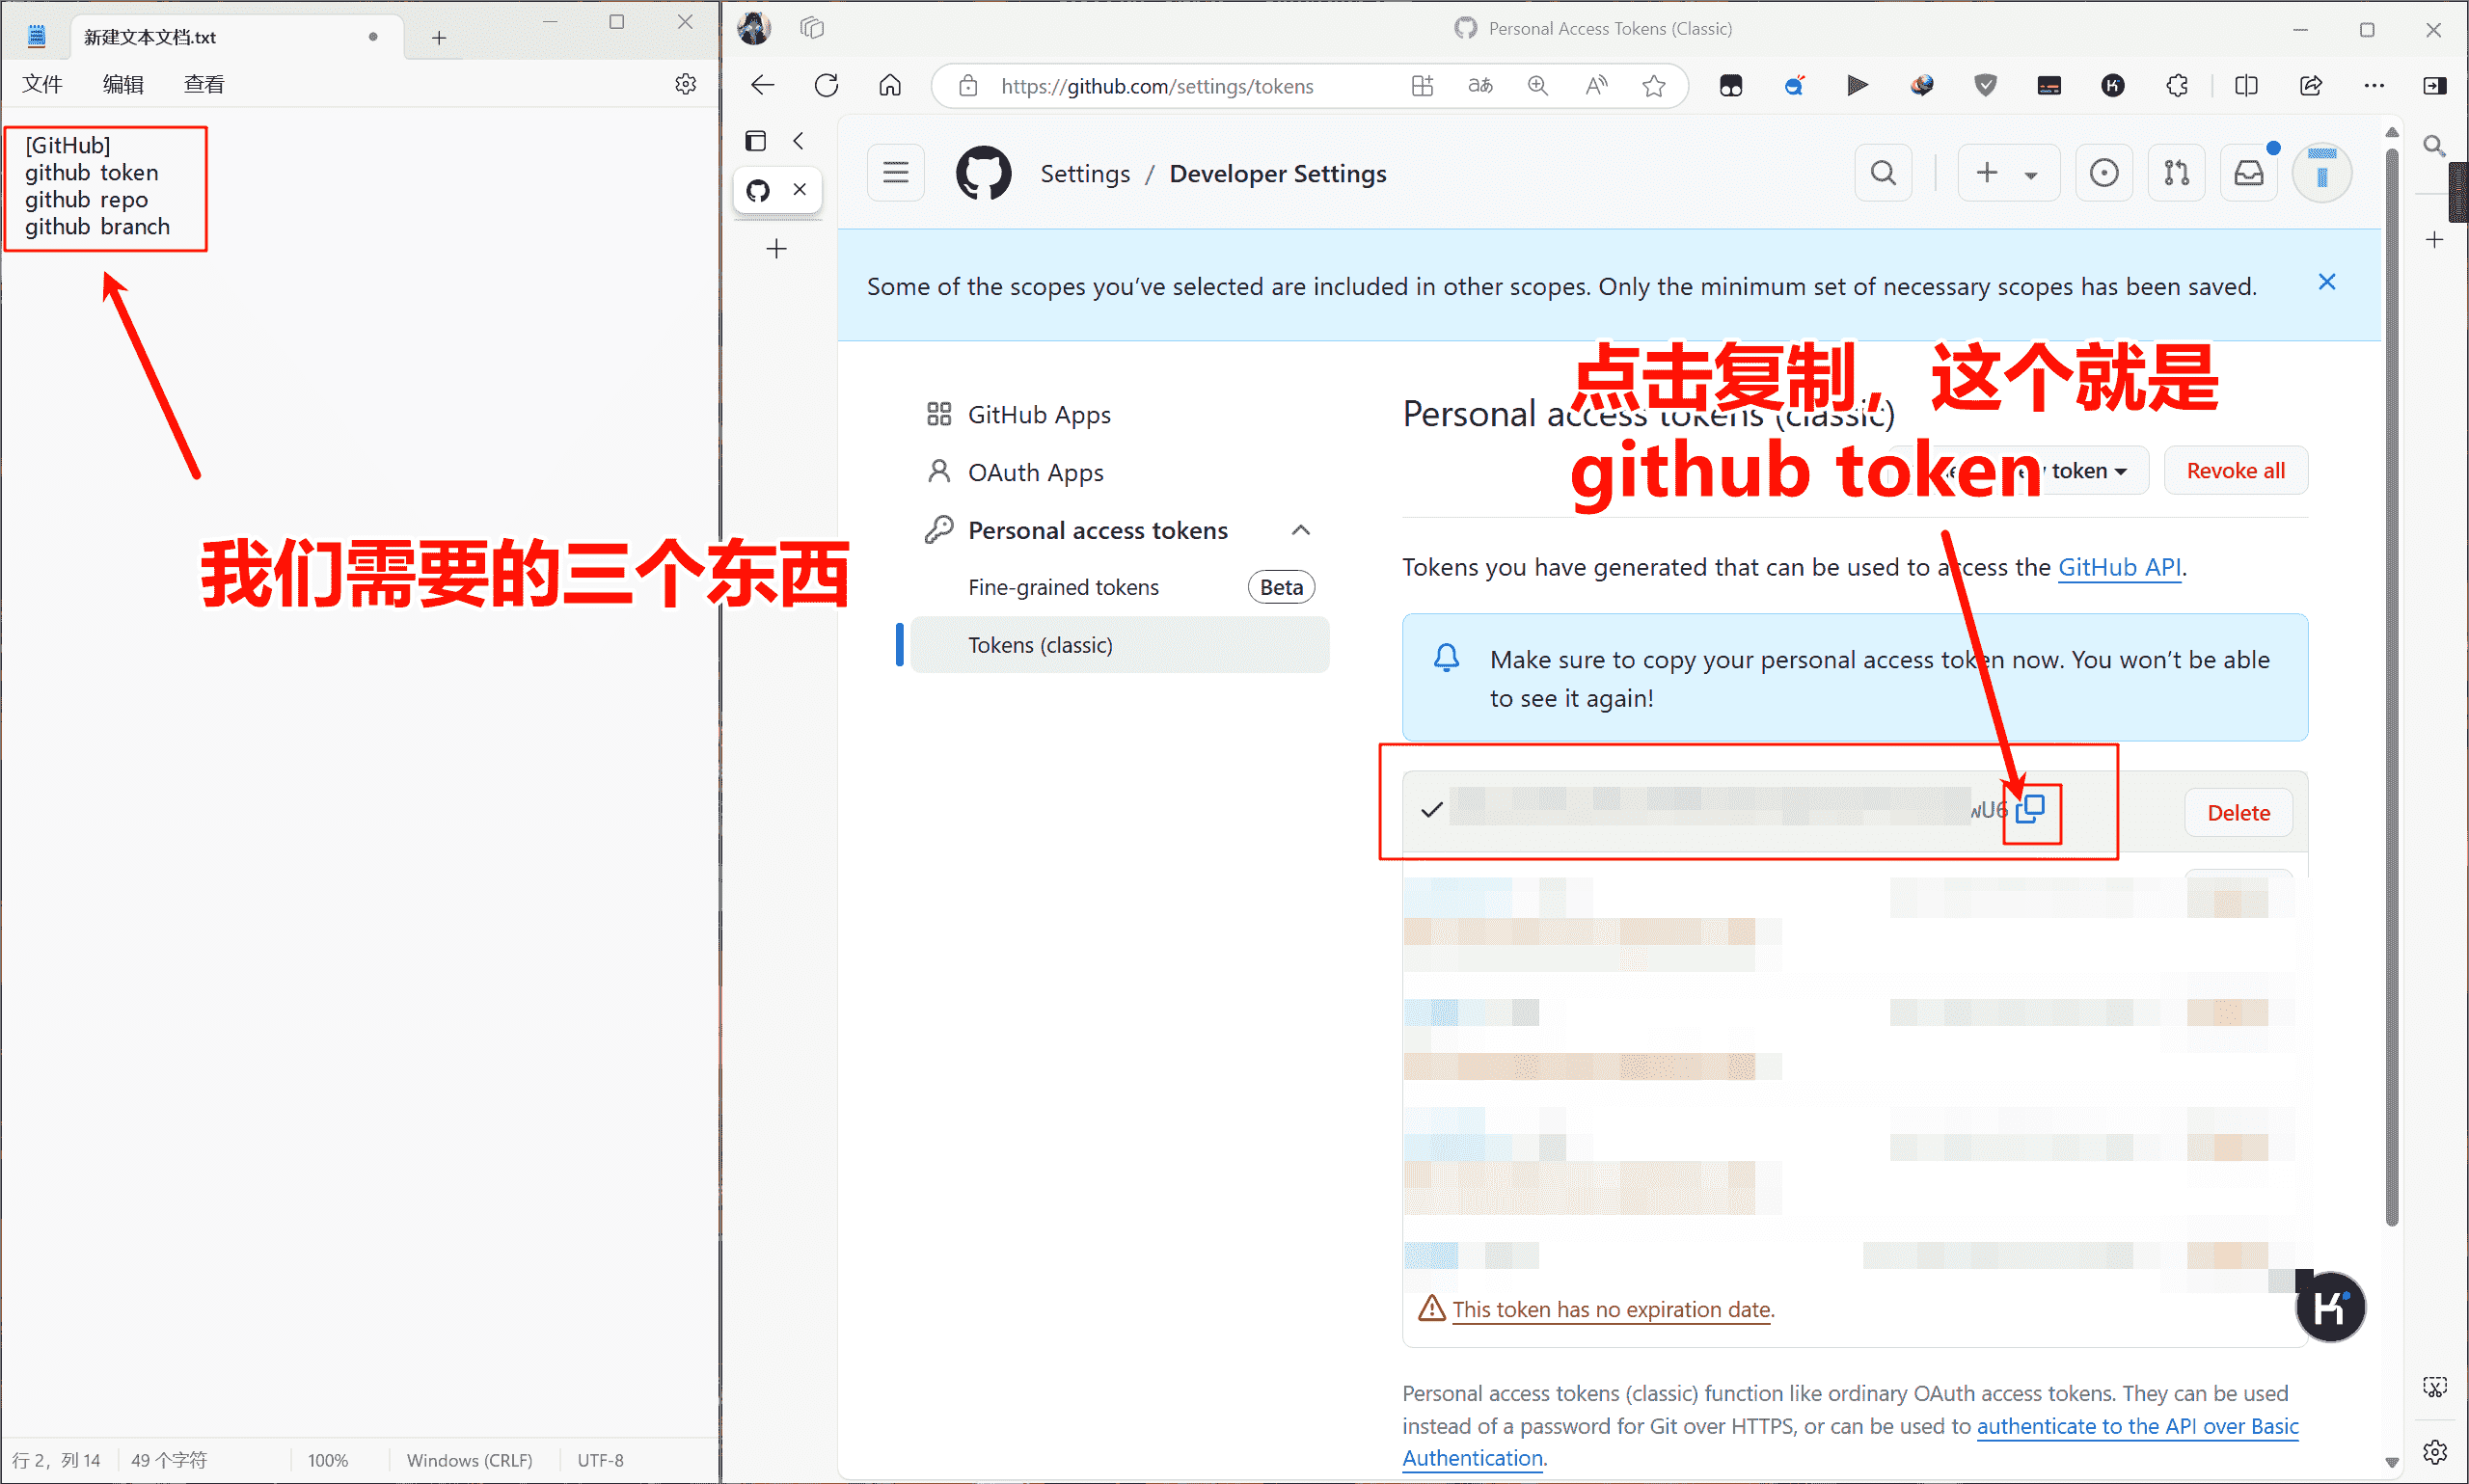 新建文本文档.txt
文件
编辑
查看
[GitHub]
github token
github repo
github branch
我们需要的三个东西
行 2，列 14
49 个字符
100%
Windows (CRLF)
UTF-8
Personal Access Tokens (Classic)
https://github.com/settings/tokens
Settings / Developer Settings
Some of the scopes you’ve selected are included in other scopes. Only the minimum set of necessary scopes has been saved.
GitHub Apps
OAuth Apps
Personal access tokens
Fine-grained tokens
Beta
Tokens (classic)
点击复制，这个就是
github token
Personal access tokens (classic)
token
Revoke all
Tokens you have generated that can be used to access the GitHub API.
Make sure to copy your personal access token now. You won’t be able
to see it again!
wU6
Delete
This token has no expiration date.
Personal access tokens (classic) function like ordinary OAuth access tokens. They can be used
instead of a password for Git over HTTPS, or can be used to authenticate to the API over Basic
Authentication.